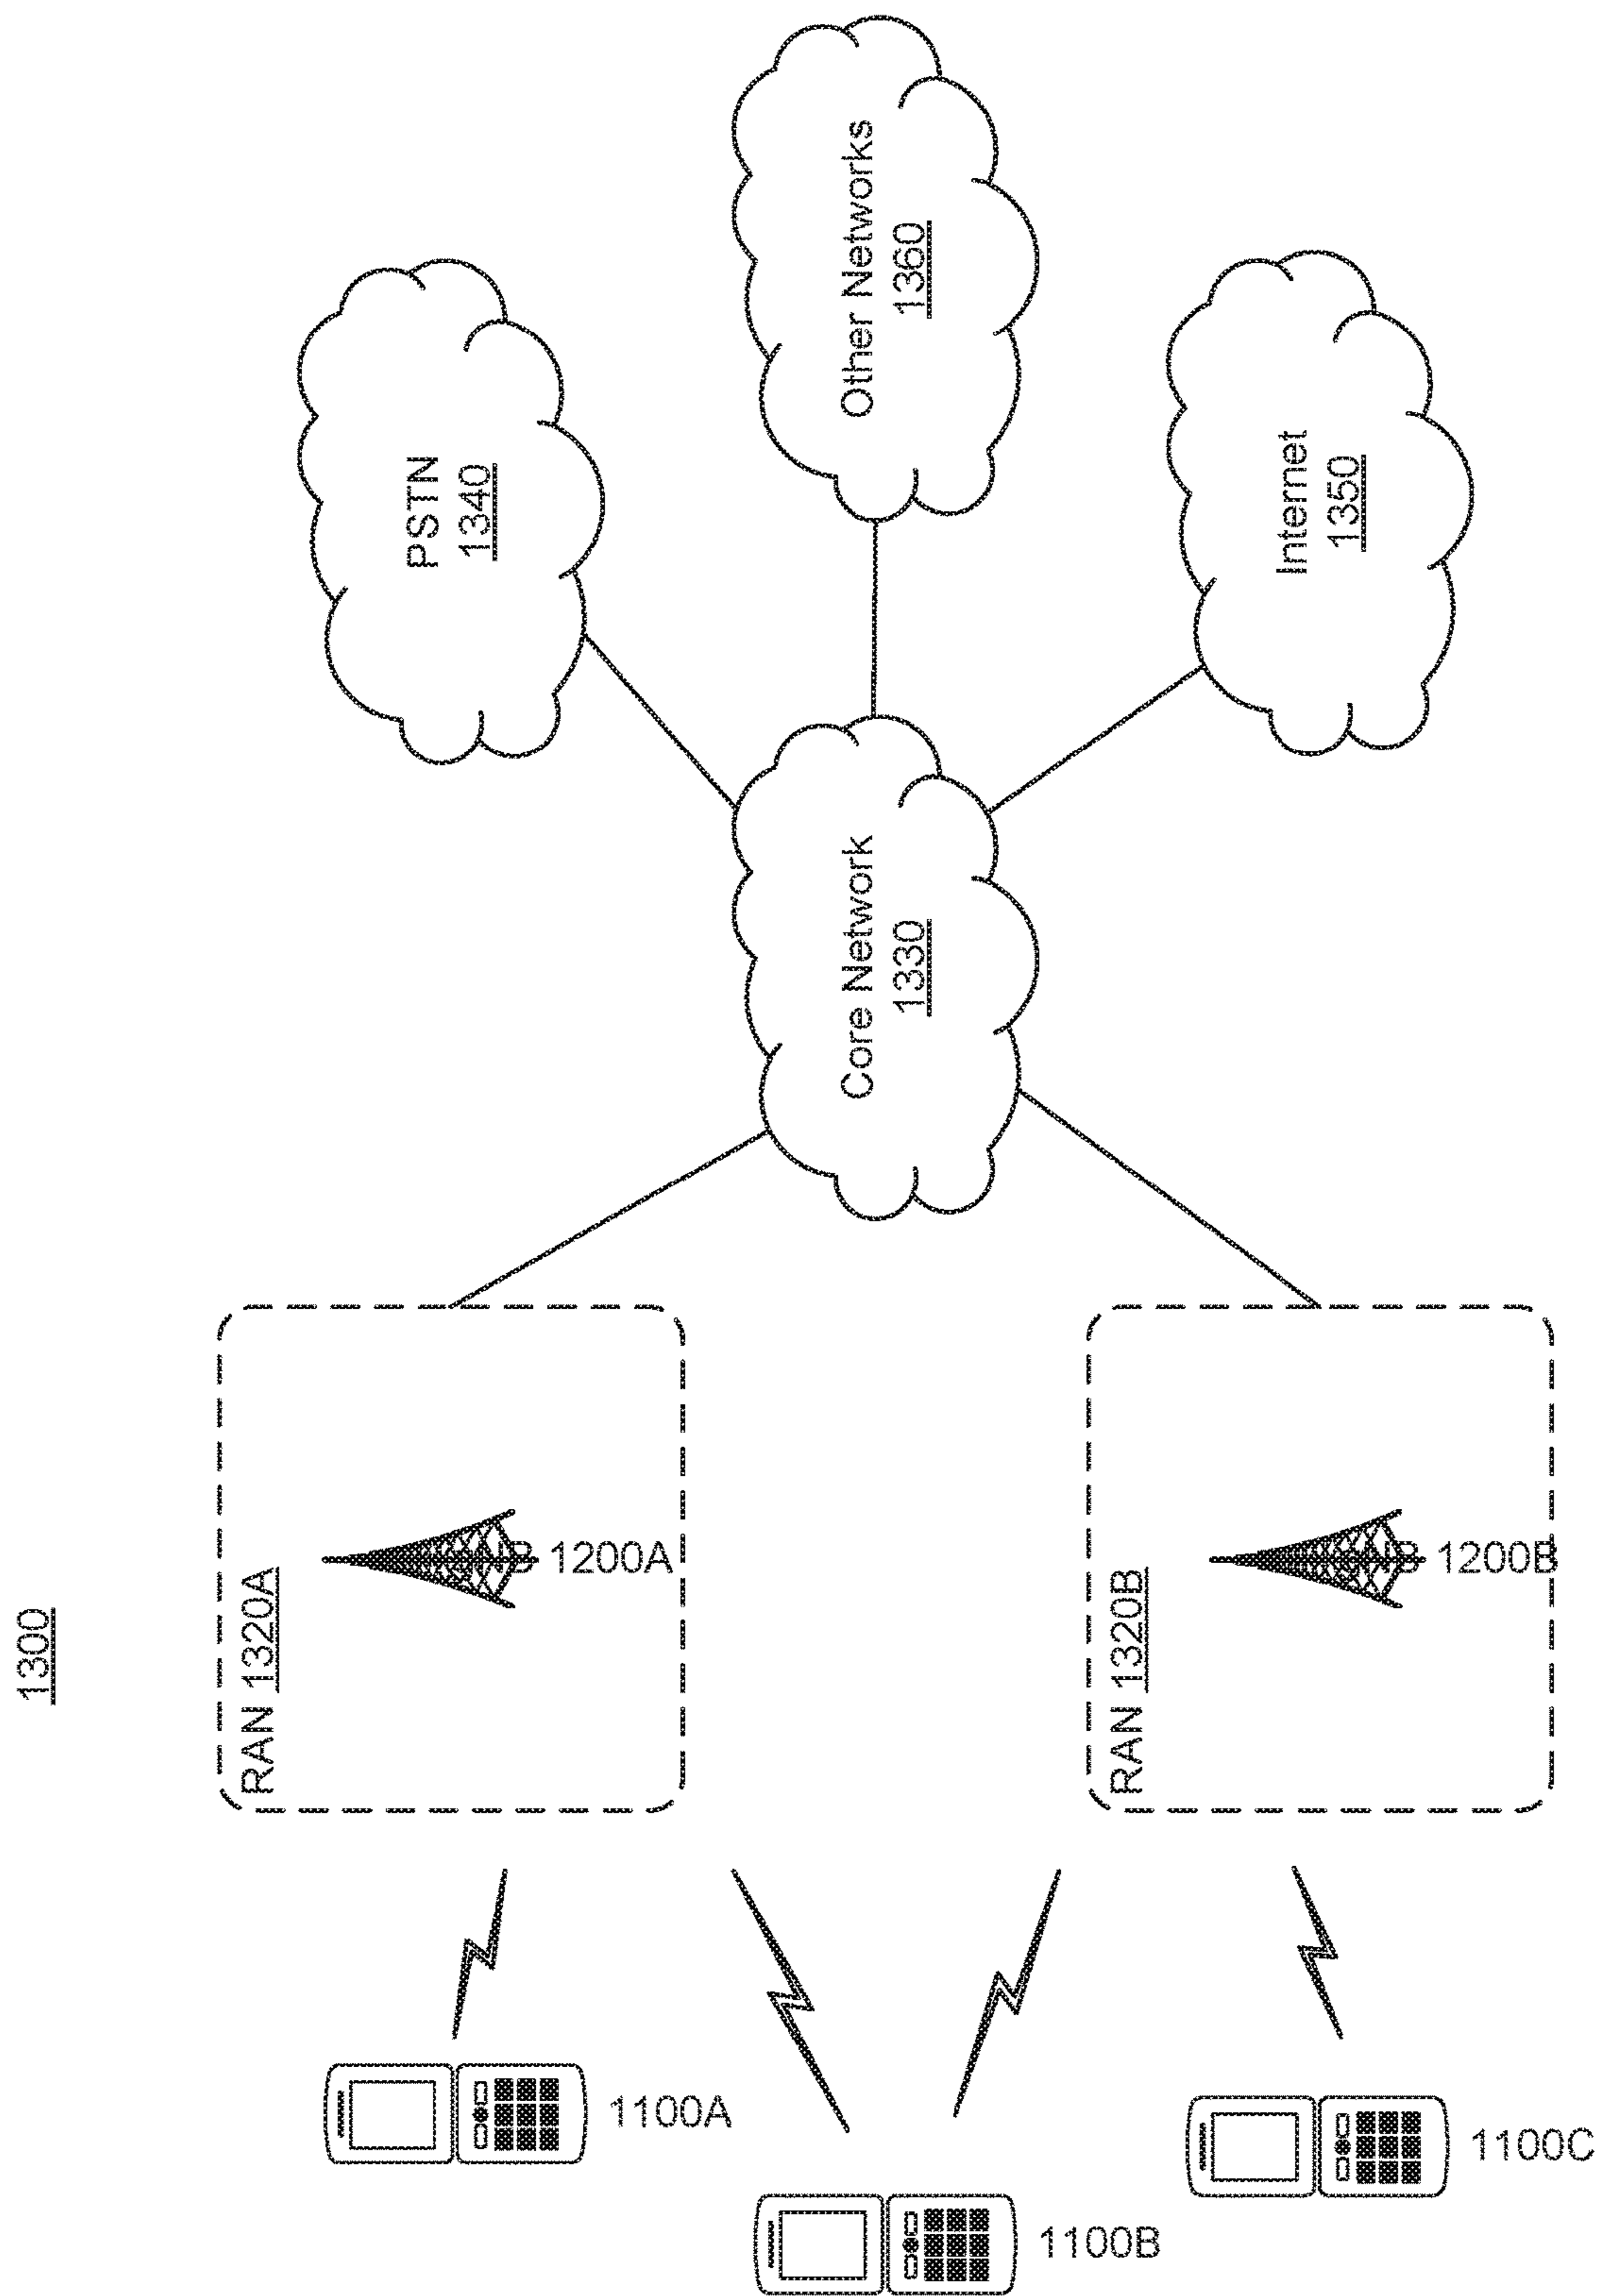 1300
PSTN
1340
Other Networks
1360
Internet
1350
Core Network
1330
RAN 1320A
1200A
RAN 1320B
1200B
1100A
1100B
1100C